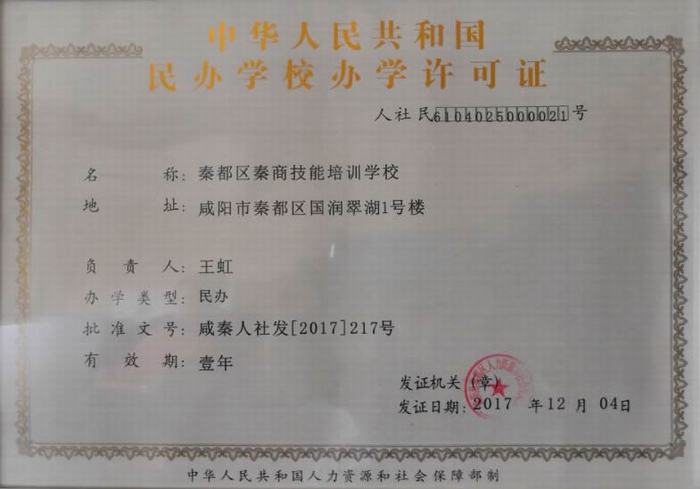 中华人民共和国
民办学校办学许可证
人社民6104025000021号
名称：秦都区秦商技能培训学校
地址：咸阳市秦都区国润翠湖1号楼
负责人：王虹
办学类型：民办
批准文号：咸秦人社发[2017]217号
有效期：壹年
发证机关（章）
发证日期：2017 年12 月 04日
中华人民共和国人力资源和社会保障部制